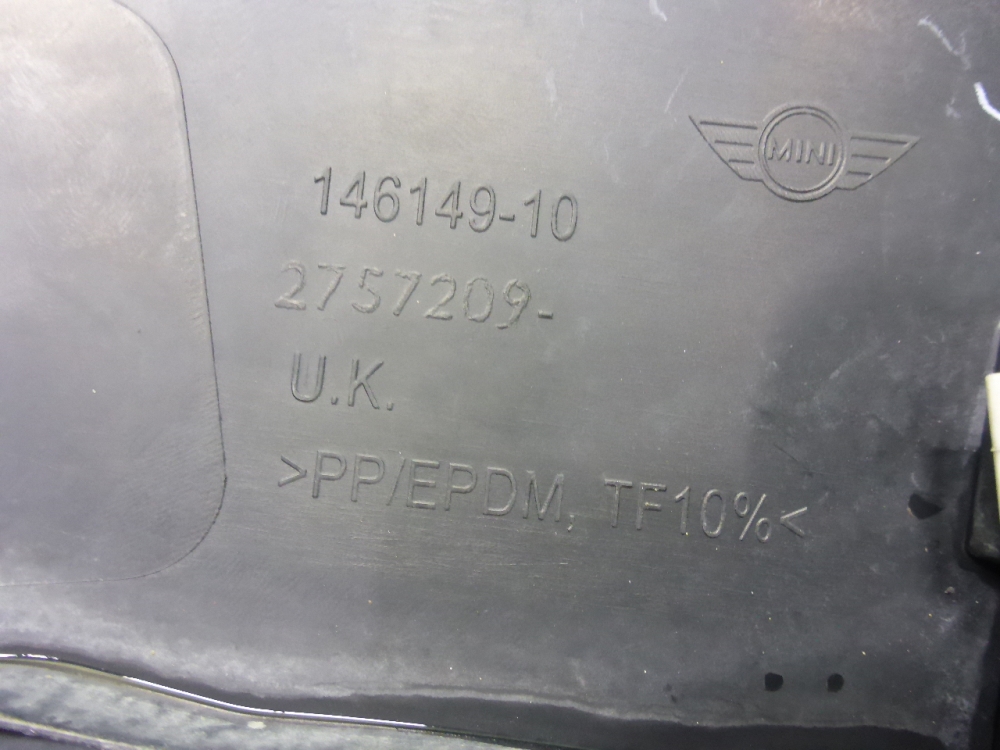 MINI
146149-10
2757209-
U.K.
>PP/EPDM, TF10%<